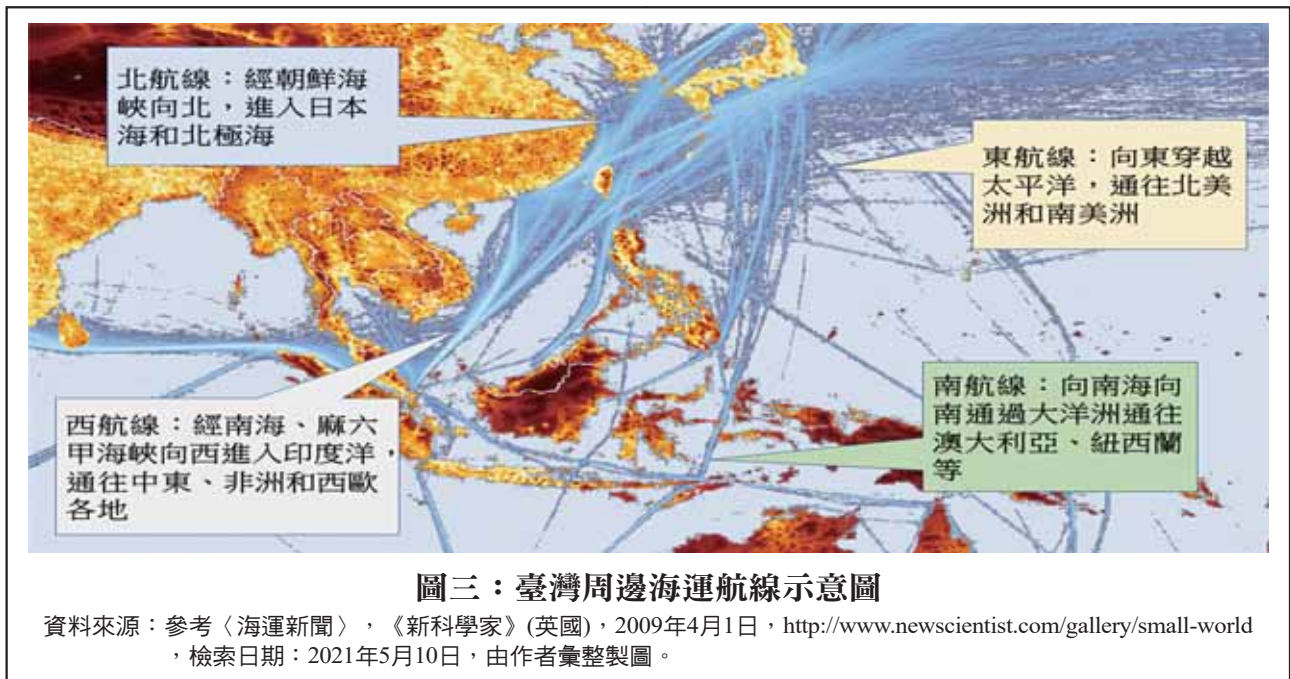 北航線：經朝鮮海
峽向北，進入日本
海和北極海
東航線：向東穿越
太平洋，通往北美
洲和南美洲
西航線：經南海、麻六
甲海峽向西進入印度洋，
通往中東、非洲和西歐
各地
南航線：向南海向
南通過大洋洲通往
澳大利亞、紐西蘭
等
圖三：臺灣周邊海運航線示意圖
資料來源：參考〈海運新聞〉，《新科學家》(英國)，2009年4月1日，http://www.newscientist.com/gallery/small-world
，檢索日期：2021年5月10日，由作者彙整製圖。